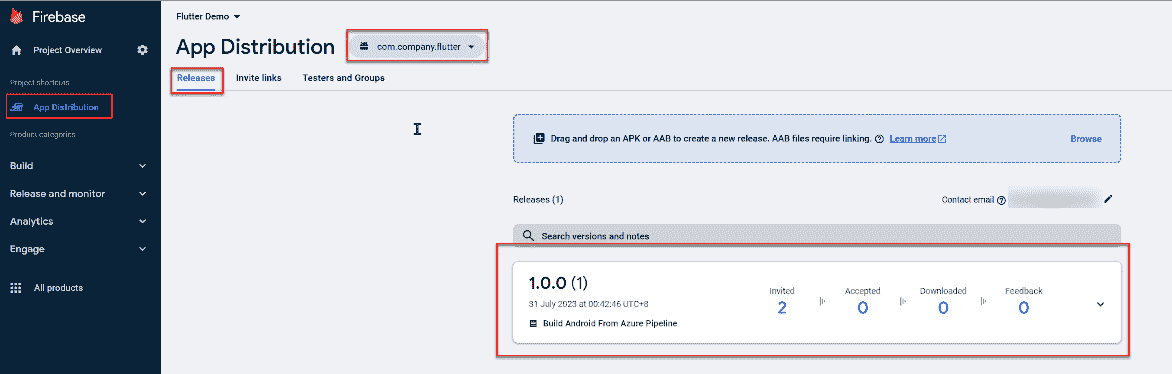 Firebase
Project Overview
Project shortcuts
App Distribution
Product categories
Build
Release and monitor
Analytics
Engage
All products
Flutter Demo
App Distribution com.company.flutter
Releases Invite links Testers and Groups
Drag and drop an APK or AAB to create a new release. AAB files require linking. Learn more Browse
Releases (1) Contact email
Search versions and notes
1.0.0 (1)
31 July 2023 at 00:42:46 UTC+8
Build Android From Azure Pipeline
Invited Accepted Downloaded Feedback
2 0 0 0